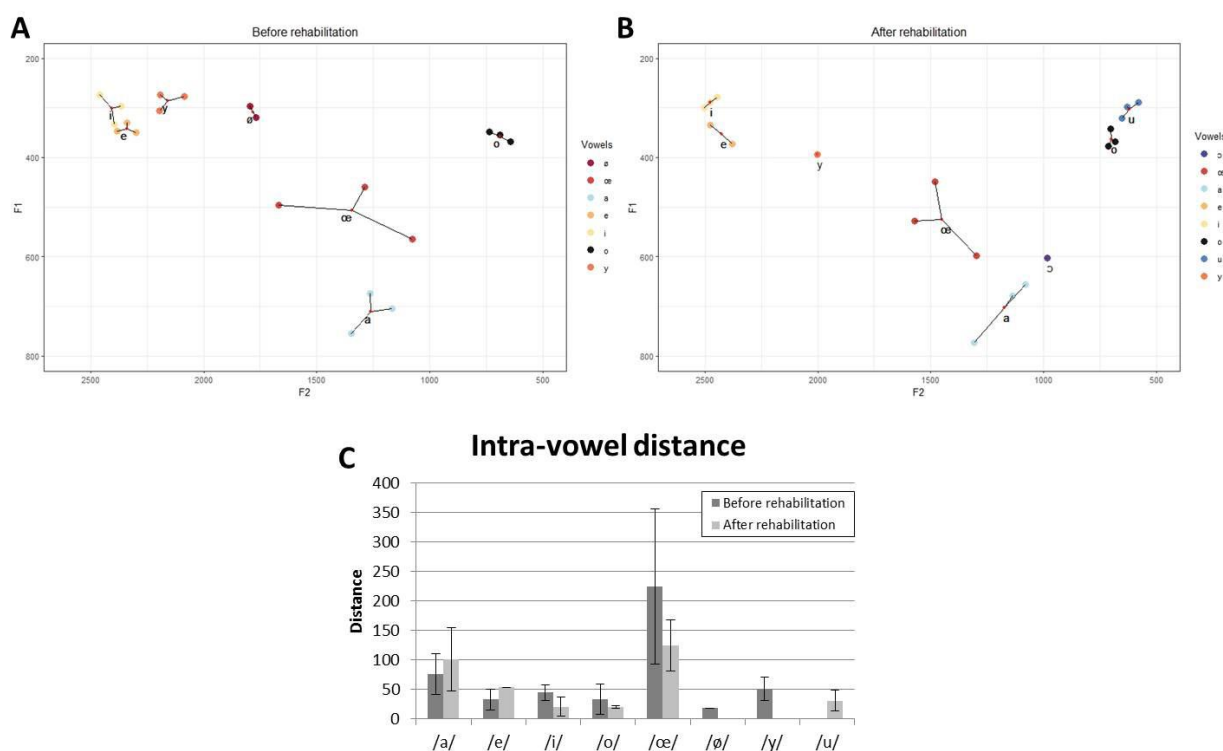 A
Before rehabilitation
200
400
600
800
F1
2500
2000
1500
1000
500
F2
i
e
y
ø
o
œ
a
Vowels
ø
œ
a
e
i
o
y
B
After rehabilitation
200
400
600
800
F1
2500
2000
1500
1000
500
F2
i
e
y
u
o
œ
ɔ
a
Vowels
ɔ
œ
a
e
i
o
u
y
C
Intra-vowel distance
400
350
300
250
200
150
100
50
0
Distance
Before rehabilitation
After rehabilitation
/a/ /e/ /i/ /o/ /œ/ /ø/ /y/ /u/